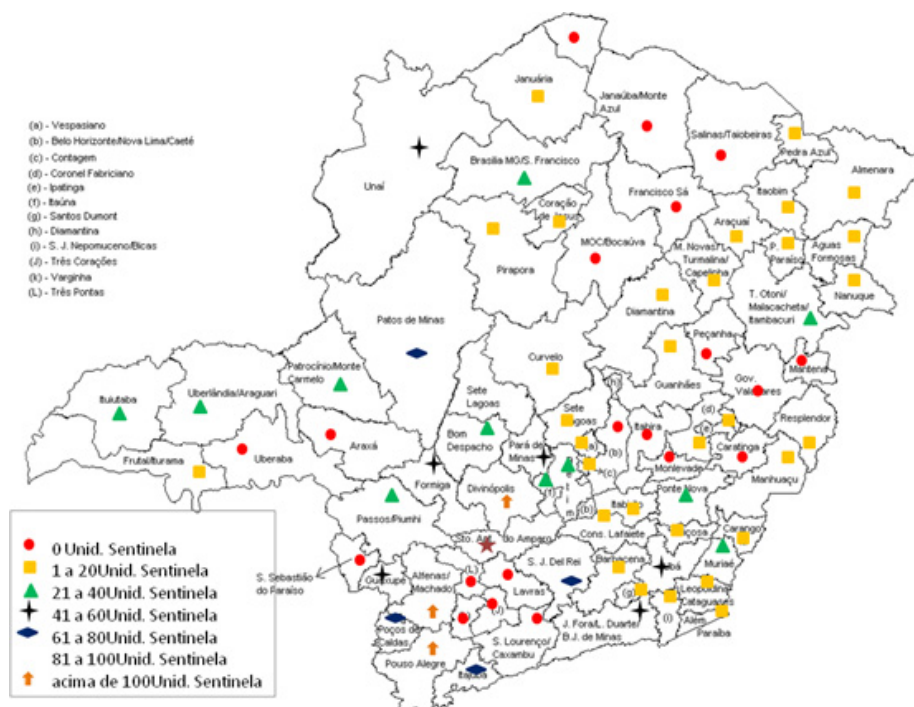 (a) - Vespasiano
(b) - Belo Horizonte/Nova Lima/Caeté
(c) - Contagem
(d) - Coronel Fabriciano
(e) - Ipatinga
(f) - Itaúna
(g) - Santos Dumont
(h) - Diamantina
(i) - S. J. Nepomuceno/Bicas
(J) - Três Corações
(k) - Varginha
(L) - Três Pontas
Januária
Janaúba/Monte
Azul
Salinas/Taiobeiras
Pedra Azul
Unaí
Brasilia MG/S. Francisco
Francisco Sá
Itaobim
Almenara
Coração
de Jesus
Araçuaí
Pirapora
MOC/Bocaúva
M. Novas/
Turmalina/
Capelinha
P.
Paraíso
Aguas
Formosas
Nanuque
Diamantina
T. Otoni/
Malacacheta/
Itambacuri
Patos de Minas
Peçanha
Curvelo
Guanhães
Mantena
Patrocínio/Monte
Carmelo
Gov.
Valadares
Ituiutaba
Uberlândia/Araguari
Sete
Lagoas
(h)
Sete
Lagoas
Itabira
(d)
(e)
Resplendor
Araxá
Bom
Despacho
Pará de
Minas
(a)
(b)
Caratinga
Frutal/Iturama
Uberaba
(c)
Monlevade
Manhuaçu
Formiga
Divinópolis
(f)
Ponte Nova
Passos/Piumhi
(b)
Cons. Lafaiete
Carango
Sto. Ant. do Amparo
Muriaé
S. Sebastião
do Paraíso
Guaxupé
Alfenas/
Machado
(L)
Lavras
S. J. Del Rei
Barbacena
(g)
Leopoldina/
Cataguases
(J)
Poços de
Caldas
S. Lourenço/
Caxambu
J. Fora/L. Duarte/
B.J. de Minas
(i)
Além
Paraíba
Pouso Alegre
Itajubá
0 Unid. Sentinela
1 a 20Unid. Sentinela
21 a 40Unid. Sentinela
41 a 60Unid. Sentinela
61 a 80Unid. Sentinela
81 a 100Unid. Sentinela
acima de 100Unid. Sentinela